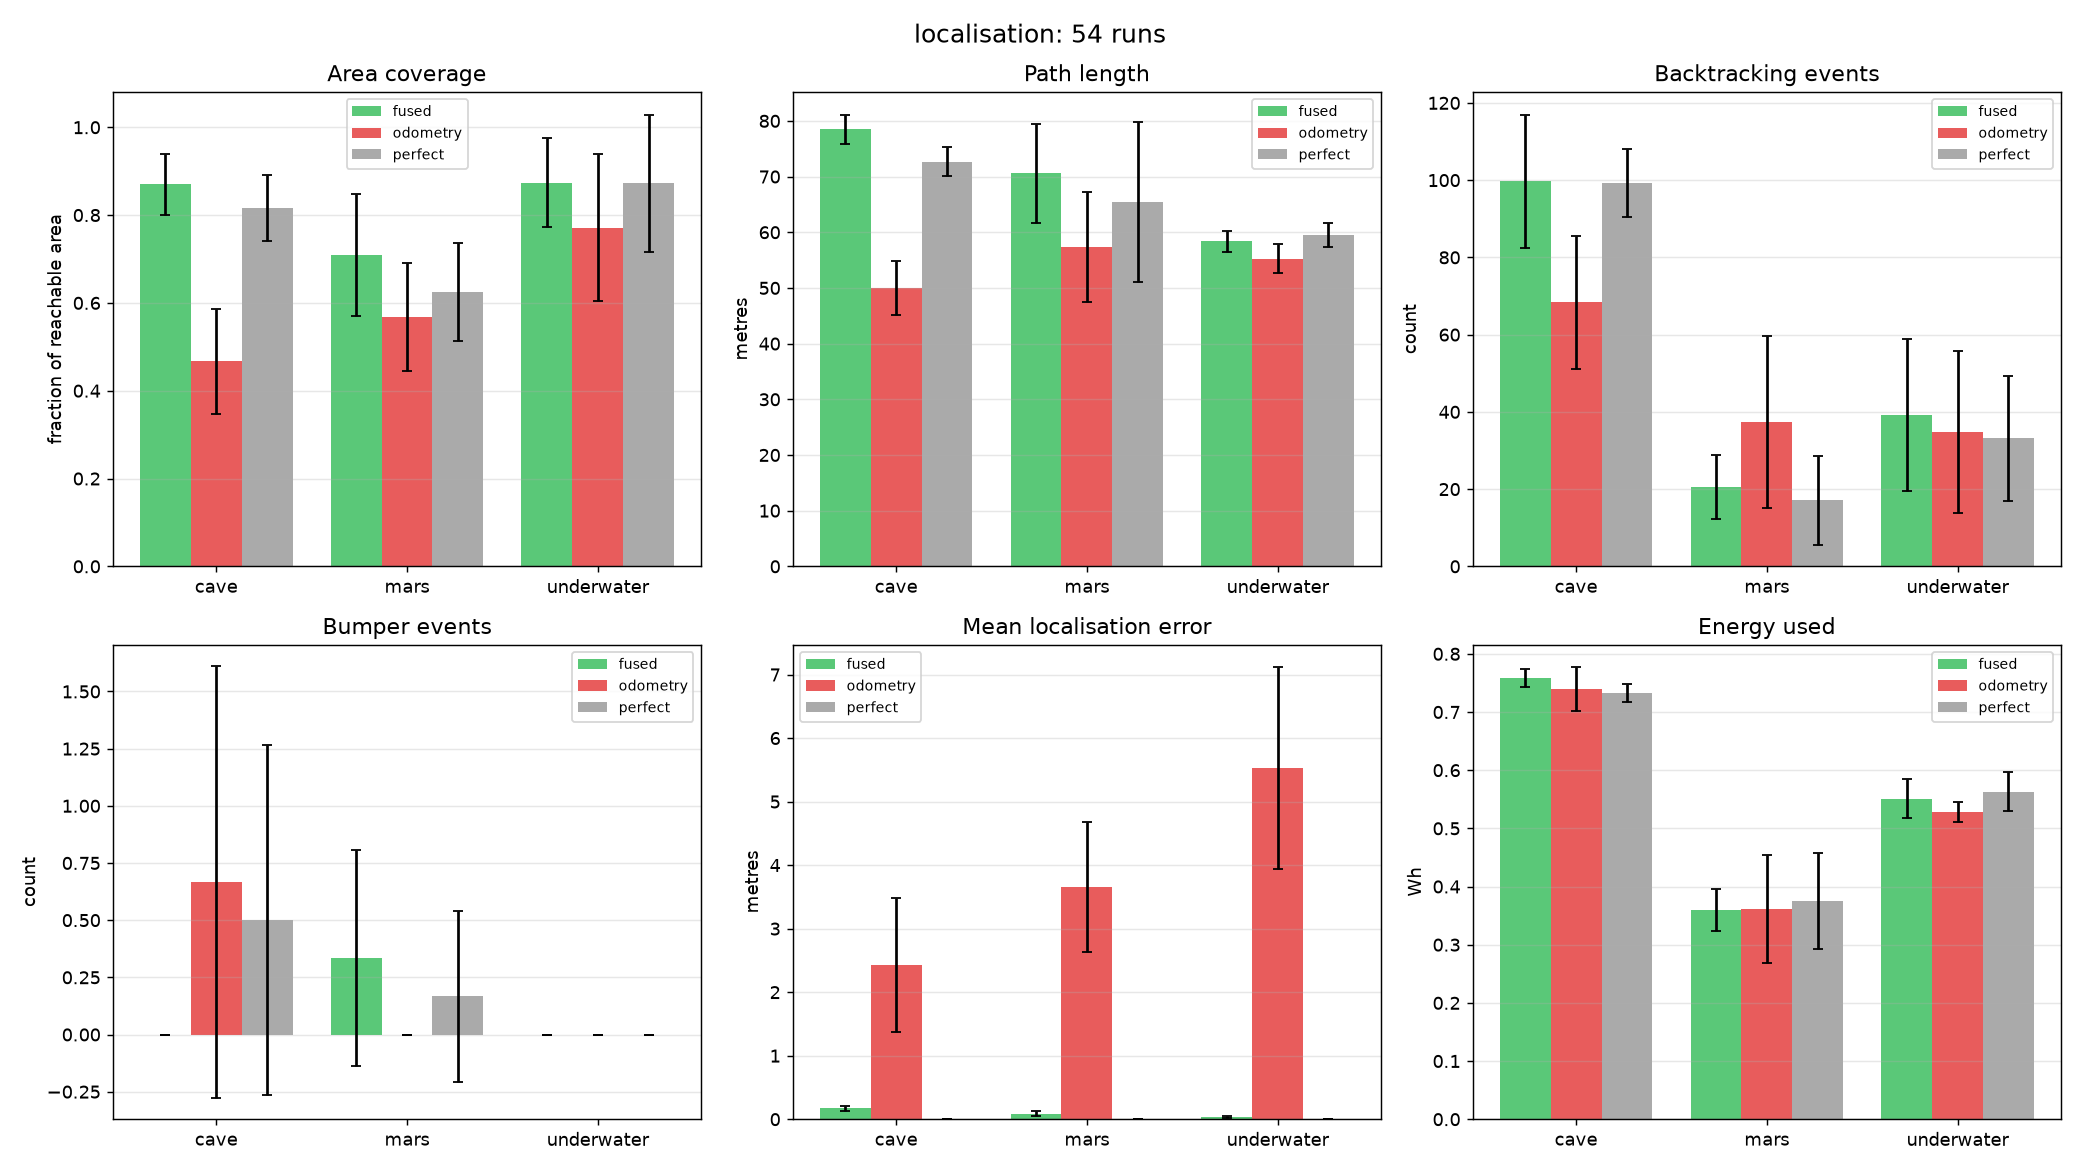 localisation: 54 runs
Area coverage
fraction of reachable area
1.0
0.8
0.6
0.4
0.2
0.0
fused
odometry
perfect
cave
mars
underwater
Path length
metres
80
70
60
50
40
30
20
10
0
fused
odometry
perfect
cave
mars
underwater
Backtracking events
count
120
100
80
60
40
20
0
fused
odometry
perfect
cave
mars
underwater
Bumper events
count
1.50
1.25
1.00
0.75
0.50
0.25
0.00
−0.25
fused
odometry
perfect
cave
mars
underwater
Mean localisation error
metres
7
6
5
4
3
2
1
0
fused
odometry
perfect
cave
mars
underwater
Energy used
Wh
0.8
0.7
0.6
0.5
0.4
0.3
0.2
0.1
0.0
fused
odometry
perfect
cave
mars
underwater